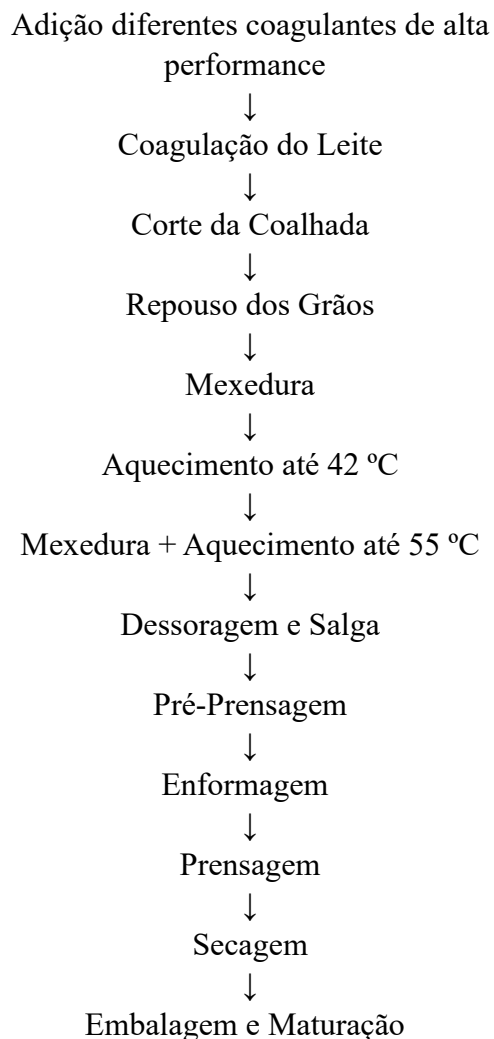 Adição diferentes coagulantes de alta
performance
↓
Coagulação do Leite
↓
Corte da Coalhada
↓
Repouso dos Grãos
↓
Mexedura
↓
Aquecimento até 42 ºC
↓
Mexedura + Aquecimento até 55 ºC
↓
Dessoragem e Salga
↓
Pré-Prensagem
↓
Enformagem
↓
Prensagem
↓
Secagem
↓
Embalagem e Maturação